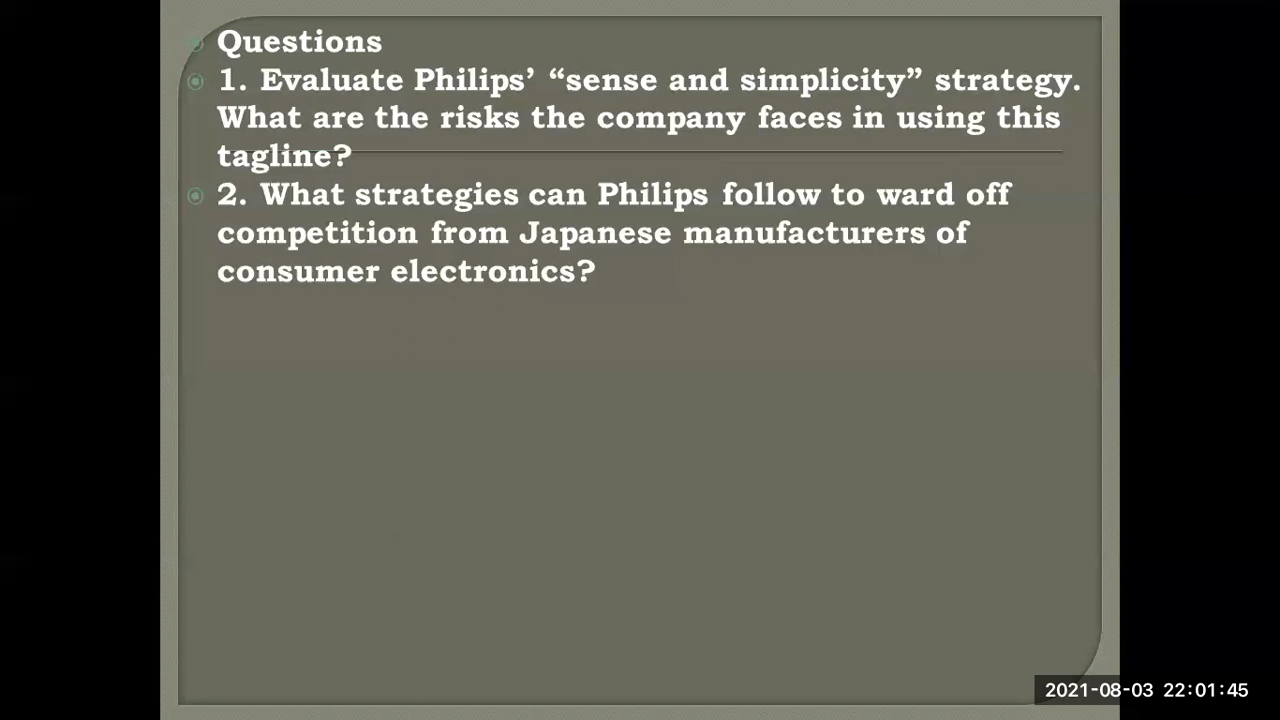 Questions
1. Evaluate Philips’ “sense and simplicity” strategy.
What are the risks the company faces in using this
tagline?
2. What strategies can Philips follow to ward off
competition from Japanese manufacturers of
consumer electronics?
2021-08-03 22:01:45